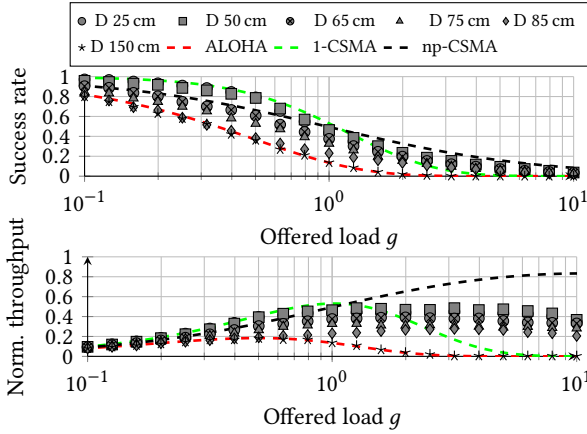 D 25 cm D 50 cm D 65 cm D 75 cm D 85 cm
D 150 cm ALOHA 1-CSMA np-CSMA
Success rate
1
0.8
0.6
0.4
0.2
0
10⁻¹ 10⁰ 10¹
Offered load g
Norm. throughput
1
0.8
0.6
0.4
0.2
0
10⁻¹ 10⁰ 10¹
Offered load g